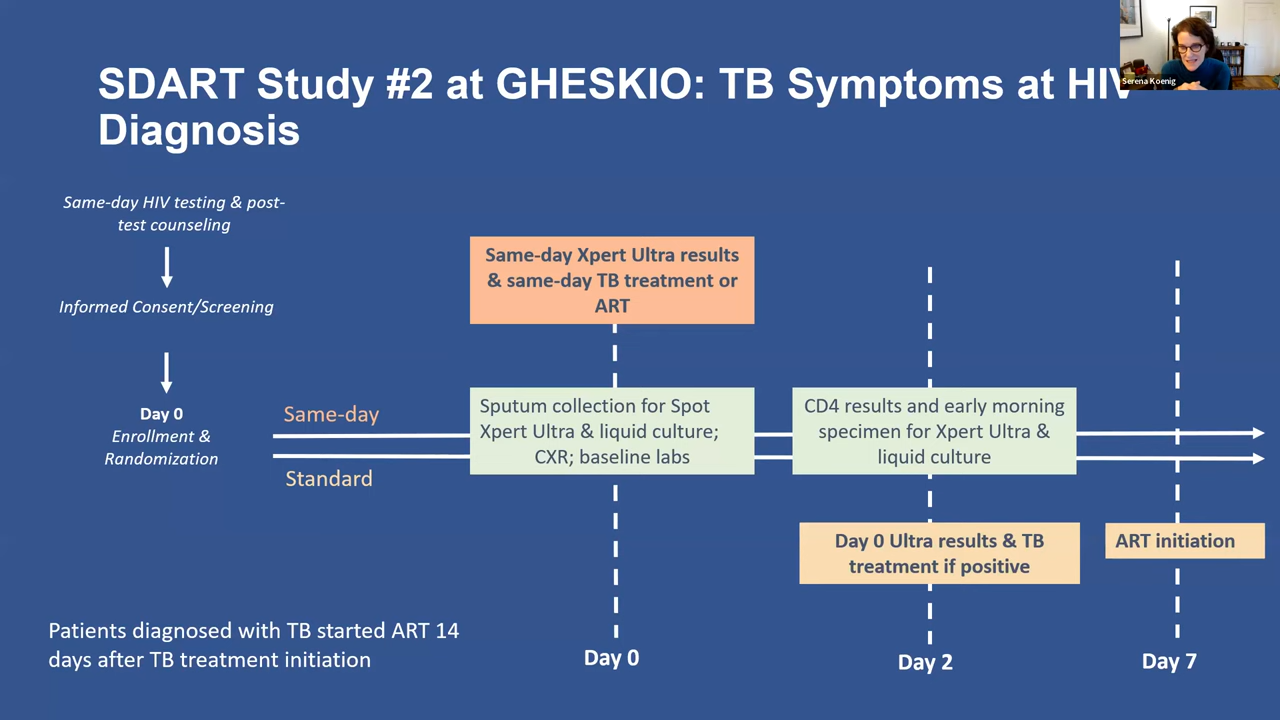 SDART Study #2 at GHESKIO: TB Symptoms at HIV
Diagnosis
Serena Koenig
Same-day HIV testing & post-
test counseling
Informed Consent/Screening
Day 0
Enrollment &
Randomization
Same-day
Standard
Same-day Xpert Ultra results
& same-day TB treatment or
ART
Sputum collection for Spot
Xpert Ultra & liquid culture;
CXR; baseline labs
CD4 results and early morning
specimen for Xpert Ultra &
liquid culture
Day 0 Ultra results & TB
treatment if positive
ART initiation
Patients diagnosed with TB started ART 14
days after TB treatment initiation
Day 0
Day 2
Day 7